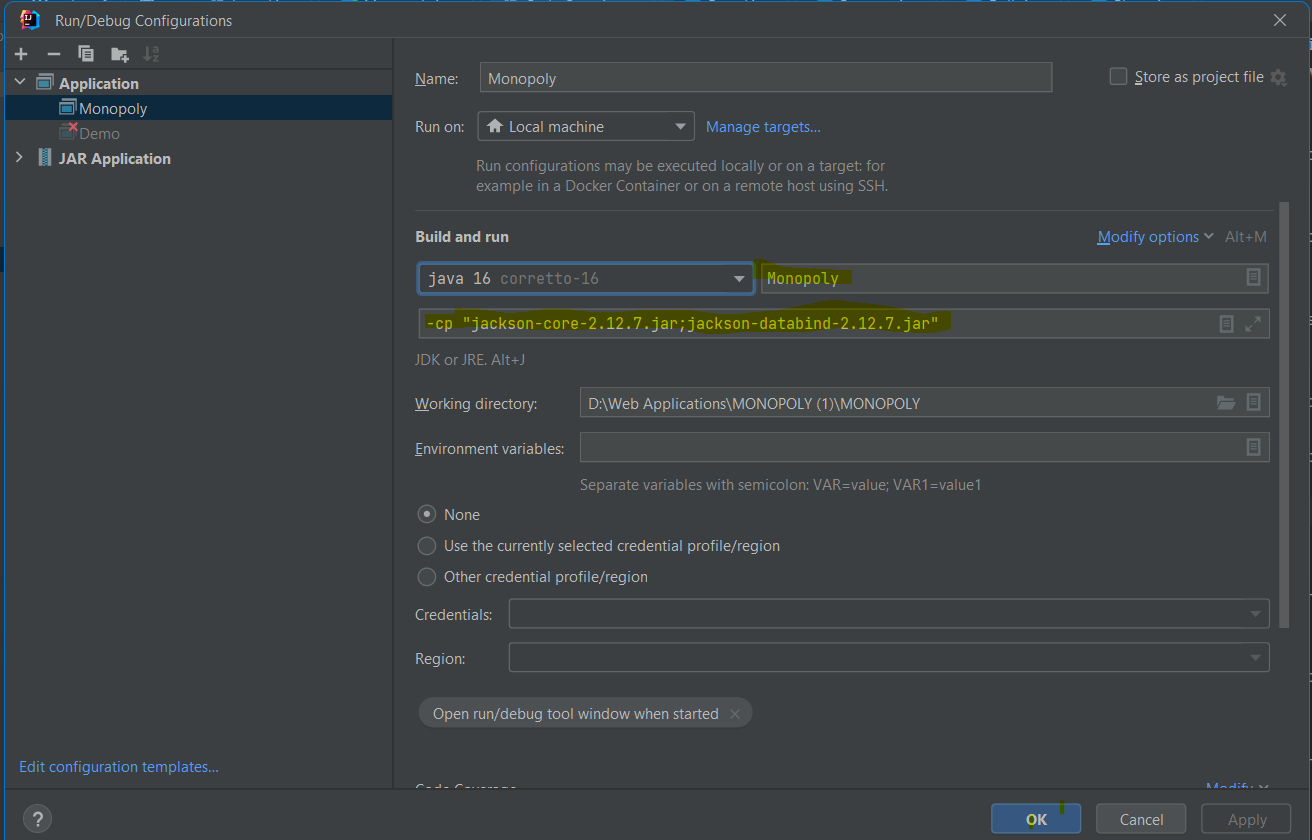 Run/Debug Configurations
Application
Monopoly
Demo
JAR Application
Name: Monopoly
Store as project file
Run on: Local machine Manage targets...
Run configurations may be executed locally or on a target: for
example in a Docker Container or on a remote host using SSH.
Build and run
Modify options Alt+M
java 16 corretto-16 Monopoly
-cp "jackson-core-2.12.7.jar;jackson-databind-2.12.7.jar"
JDK or JRE. Alt+J
Working directory: D:\Web Applications\MONOPOLY (1)\MONOPOLY
Environment variables:
Separate variables with semicolon: VAR=value; VAR1=value1
None
Use the currently selected credential profile/region
Other credential profile/region
Credentials:
Region:
Open run/debug tool window when started
Edit configuration templates...
Code Coverage Modify
?
OK Cancel Apply